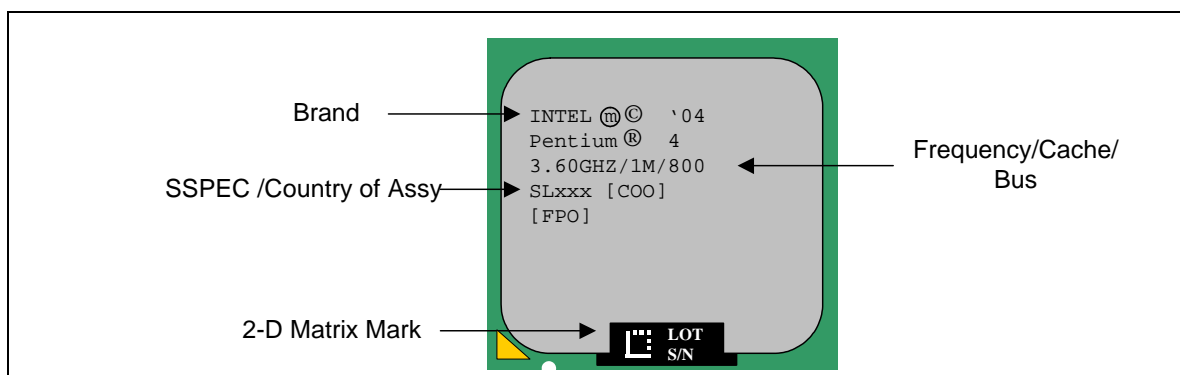 Brand
INTEL ⓜ© ‘04
Pentium ® 4
3.60GHZ/1M/800
Frequency/Cache/
Bus
SSPEC /Country of Assy
SLxxx [COO]
[FPO]
2-D Matrix Mark
LOT
S/N